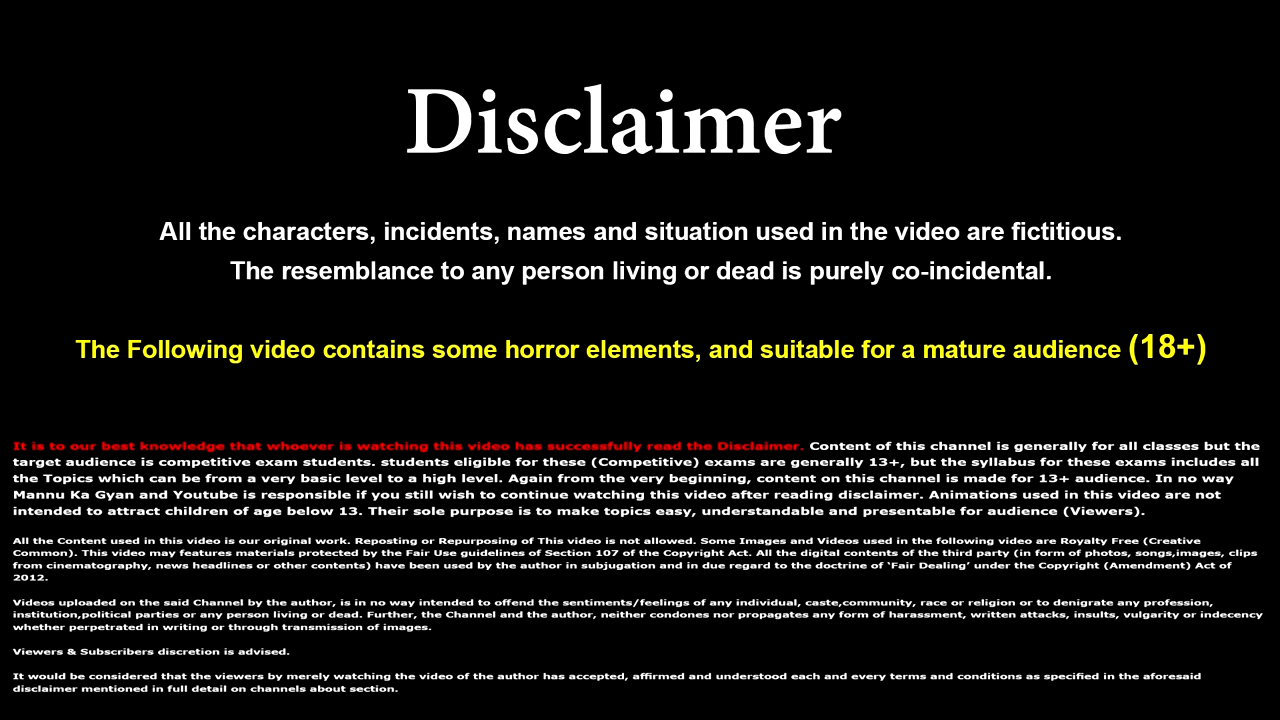 Disclaimer
All the characters, incidents, names and situation used in the video are fictitious.
The resemblance to any person living or dead is purely co-incidental.
The Following video contains some horror elements, and suitable for a mature audience (18+)
It is to our best knowledge that whoever is watching this video has successfully read the Disclaimer. Content of this channel is generally for all classes but the
target audience is competitive exam students. students eligible for these (Competitive) exams are generally 13+, but the syllabus for these exams includes all
the Topics which can be from a very basic level to a high level. Again from the very beginning, content on this channel is made for 13+ audience. In no way
Mannu Ka Gyan and Youtube is responsible if you still wish to continue watching this video after reading disclaimer. Animations used in this video are not
intended to attract children of age below 13. Their sole purpose is to make topics easy, understandable and presentable for audience (Viewers).
All the Content used in this video is our original work. Reposting or Repurposing of This video is not allowed. Some Images and Videos used in the following video are Royalty Free (Creative
Common). This video may features materials protected by the Fair Use guidelines of Section 107 of the Copyright Act. All the digital contents of the third party (in form of photos, songs,images, clips
from cinematography, news headlines or other contents) have been used by the author in subjugation and in due regard to the doctrine of ‘Fair Dealing’ under the Copyright (Amendment) Act of
2012.
Videos uploaded on the said Channel by the author, is in no way intended to offend the sentiments/feelings of any individual, caste,community, race or religion or to denigrate any profession,
institution,political parties or any person living or dead. Further, the Channel and the author, neither condones nor propagates any form of harassment, written attacks, insults, vulgarity or indecency
whether perpetrated in writing or through transmission of images.
Viewers & Subscribers discretion is advised.
It would be considered that the viewers by merely watching the video of the author has accepted, affirmed and understood each and every terms and conditions as specified in the aforesaid
disclaimer mentioned in full detail on channels about section.